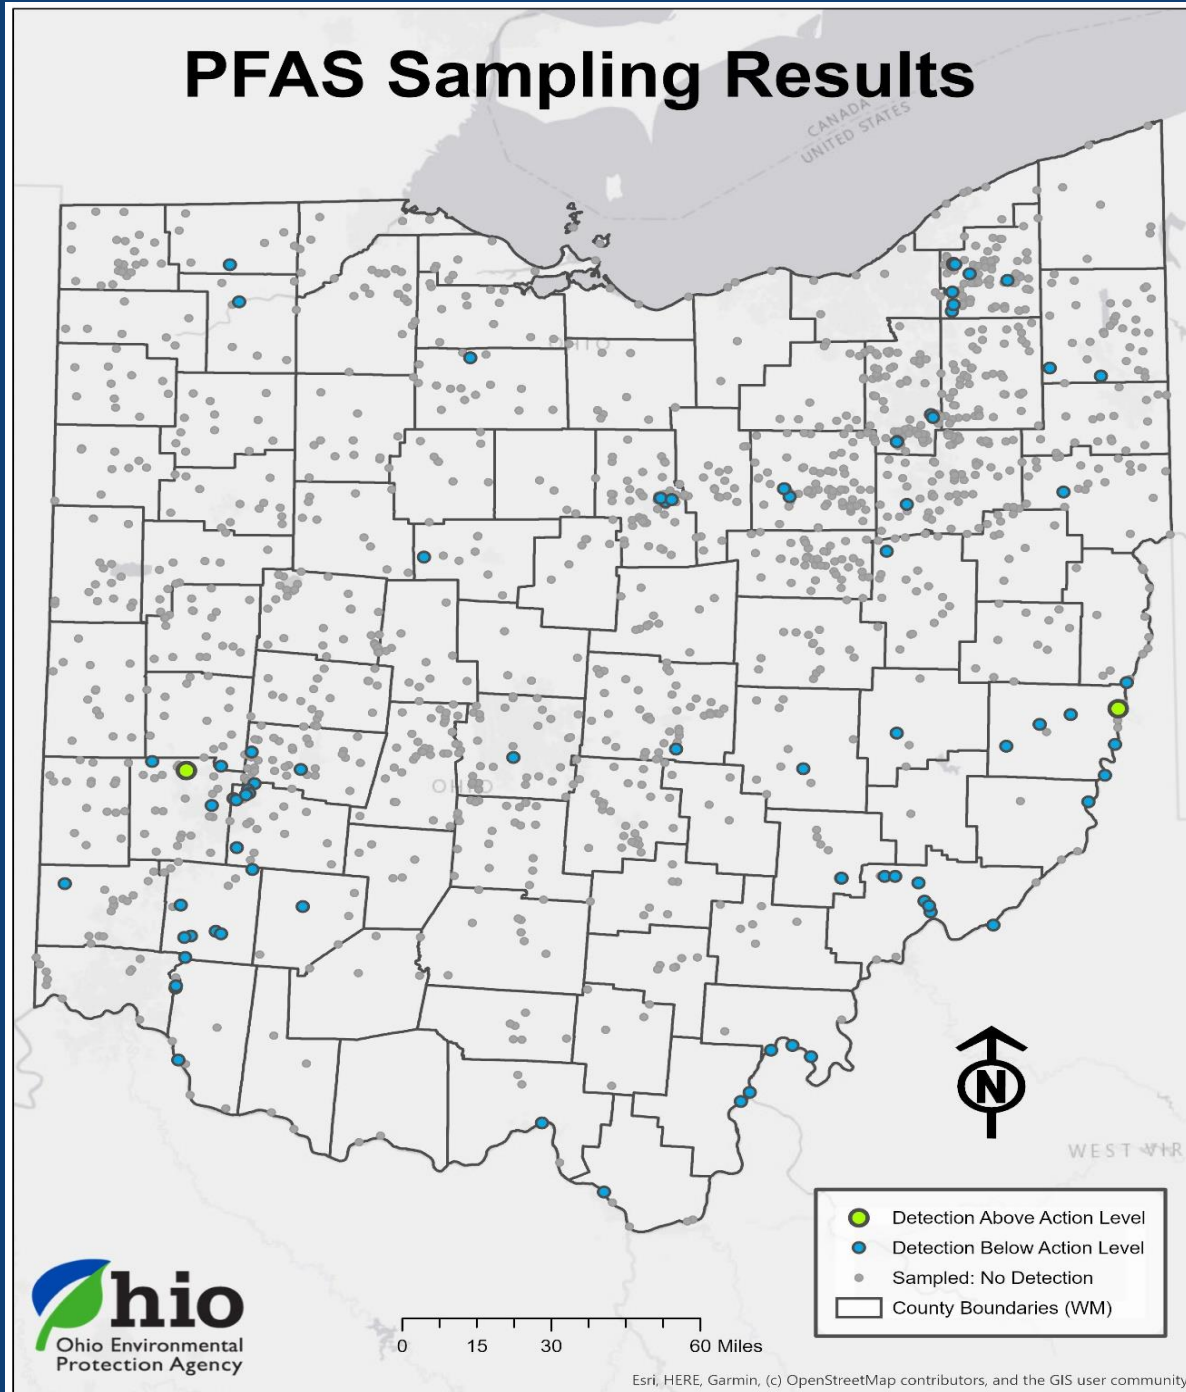 PFAS Sampling Results
CANADA
UNITED STATES
OHIO
OHIO
N
WEST VIR
Detection Above Action Level
Detection Below Action Level
Sampled: No Detection
County Boundaries (WM)
hio
Ohio Environmental
Protection Agency
0 15 30 60 Miles
Esri, HERE, Garmin, (c) OpenStreetMap contributors, and the GIS user community